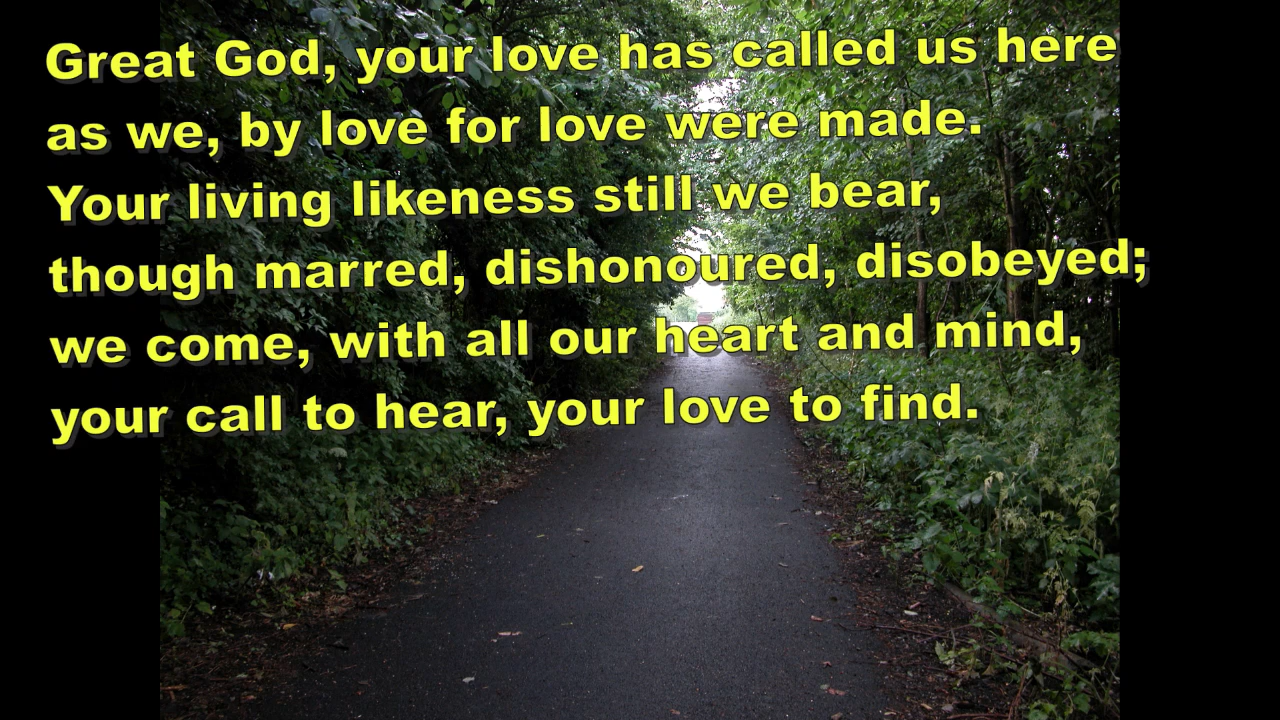 Great God, your love has called us here
as we, by love for love were made.
Your living likeness still we bear,
though marred, dishonoured, disobeyed;
we come, with all our heart and mind,
your call to hear, your love to find.